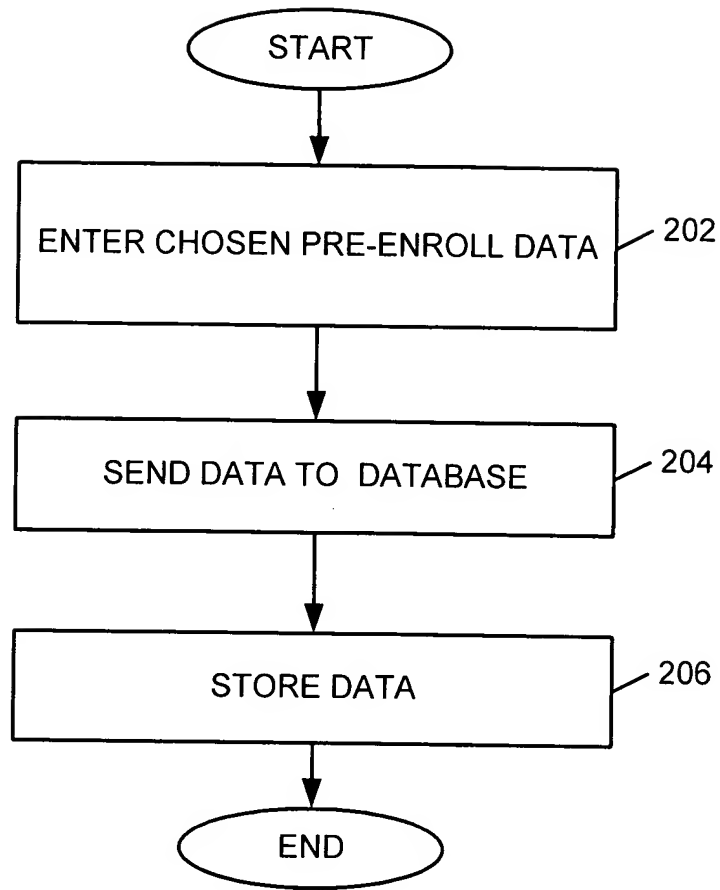 START
ENTER CHOSEN PRE-ENROLL DATA
202
SEND DATA TO DATABASE
204
STORE DATA
206
END